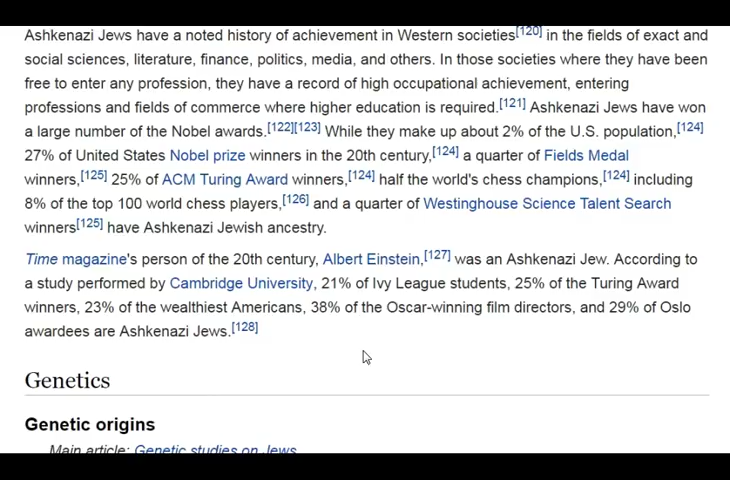 Ashkenazi Jews have a noted history of achievement in Western societies[120] in the fields of exact and
social sciences, literature, finance, politics, media, and others. In those societies where they have been
free to enter any profession, they have a record of high occupational achievement, entering
professions and fields of commerce where higher education is required.[121] Ashkenazi Jews have won
a large number of the Nobel awards.[122][123] While they make up about 2% of the U.S. population,[124]
27% of United States Nobel prize winners in the 20th century,[124] a quarter of Fields Medal
winners,[125] 25% of ACM Turing Award winners,[124] half the world's chess champions,[124] including
8% of the top 100 world chess players,[126] and a quarter of Westinghouse Science Talent Search
winners[125] have Ashkenazi Jewish ancestry.
Time magazine's person of the 20th century, Albert Einstein,[127] was an Ashkenazi Jew. According to
a study performed by Cambridge University, 21% of Ivy League students, 25% of the Turing Award
winners, 23% of the wealthiest Americans, 38% of the Oscar-winning film directors, and 29% of Oslo
awardees are Ashkenazi Jews.[128]
Genetics
Genetic origins
Main article: Genetic studies on Jews